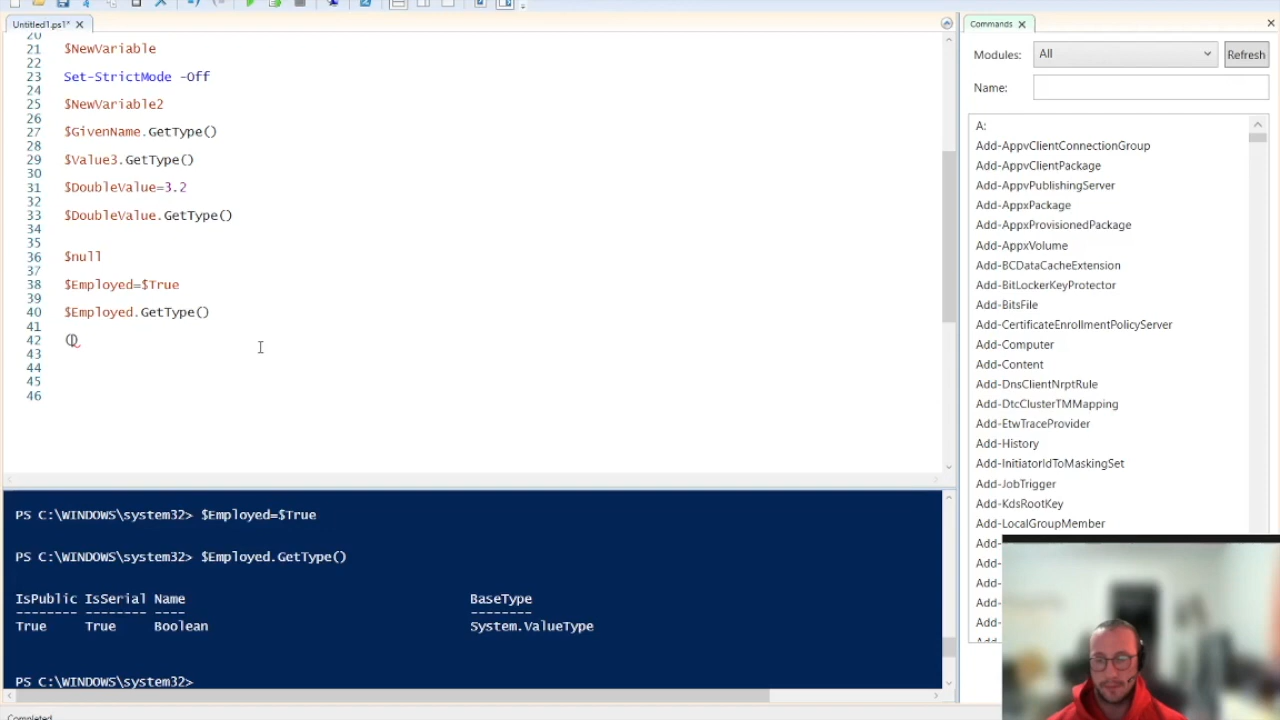 Untitled1.ps1*
20
21 $NewVariable
22
23 Set-StrictMode -Off
24
25 $NewVariable2
26
27 $GivenName.GetType()
28
29 $Value3.GetType()
30
31 $DoubleValue=3.2
32
33 $DoubleValue.GetType()
34
35
36 $null
37
38 $Employed=$True
39
40 $Employed.GetType()
41
42 ()
43
44
45
46
PS C:\WINDOWS\system32> $Employed=$True
PS C:\WINDOWS\system32> $Employed.GetType()
IsPublic IsSerial Name BaseType
-------- -------- ---- --------
True True Boolean System.ValueType
PS C:\WINDOWS\system32>
Completed
Commands
Modules: All Refresh
Name:
A:
Add-AppvClientConnectionGroup
Add-AppvClientPackage
Add-AppvPublishingServer
Add-AppxPackage
Add-AppxProvisionedPackage
Add-AppxVolume
Add-BCDataCacheExtension
Add-BitLockerKeyProtector
Add-BitsFile
Add-CertificateEnrollmentPolicyServer
Add-Computer
Add-Content
Add-DnsClientNrptRule
Add-DtcClusterTMMapping
Add-EtwTraceProvider
Add-History
Add-InitiatorIdToMaskingSet
Add-JobTrigger
Add-KdsRootKey
Add-LocalGroupMember
Add-
Add-
Add-
Add-
Add-